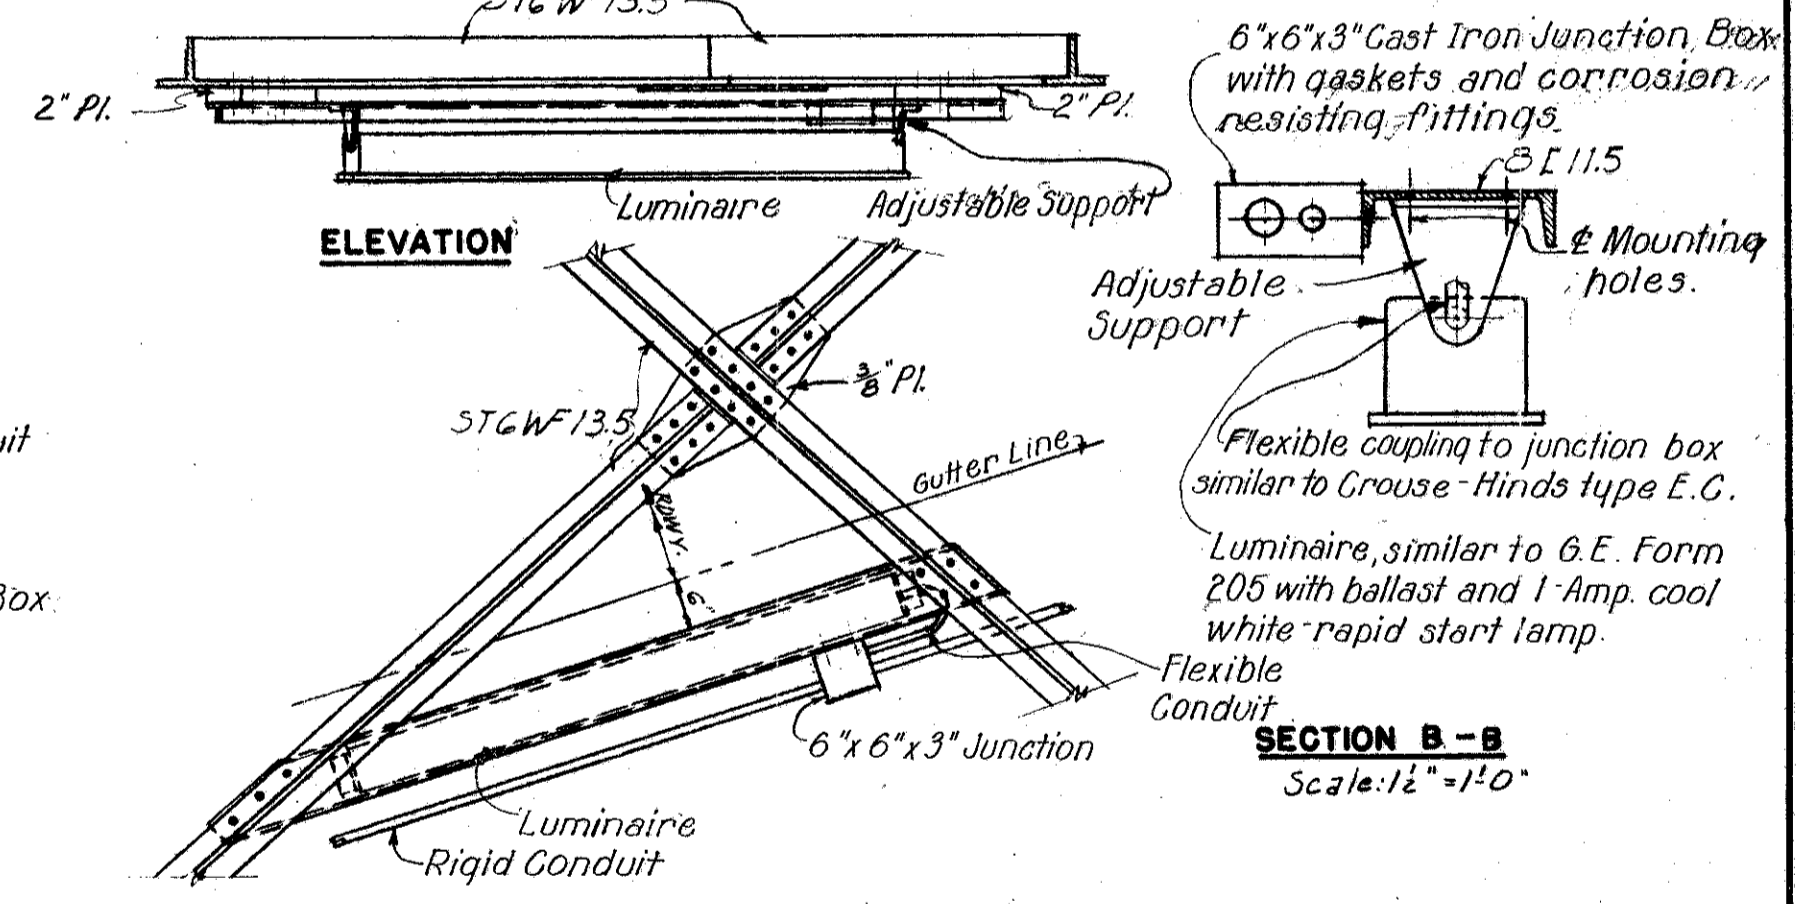 ST6WF13.5
2" Pl.
2" Pl.
Luminaire
Adjustable Support
ELEVATION
6"x6"x3" Cast Iron Junction Box
with gaskets and corrosion
resisting fittings.
8 [ 11.5
℄ Mounting
holes.
Adjustable
Support
3/8" Pl.
ST6WF13.5
Gutter Line
RDWY.
6"
Flexible coupling to junction box
similar to Crouse-Hinds type E.C.
Luminaire, similar to G.E. Form
205 with ballast and 1-Amp. cool
white-rapid start lamp.
Flexible
Conduit
6"x6"x3" Junction
SECTION B-B
Scale: 1½" = 1'-0"
Luminaire
Rigid Conduit
Box